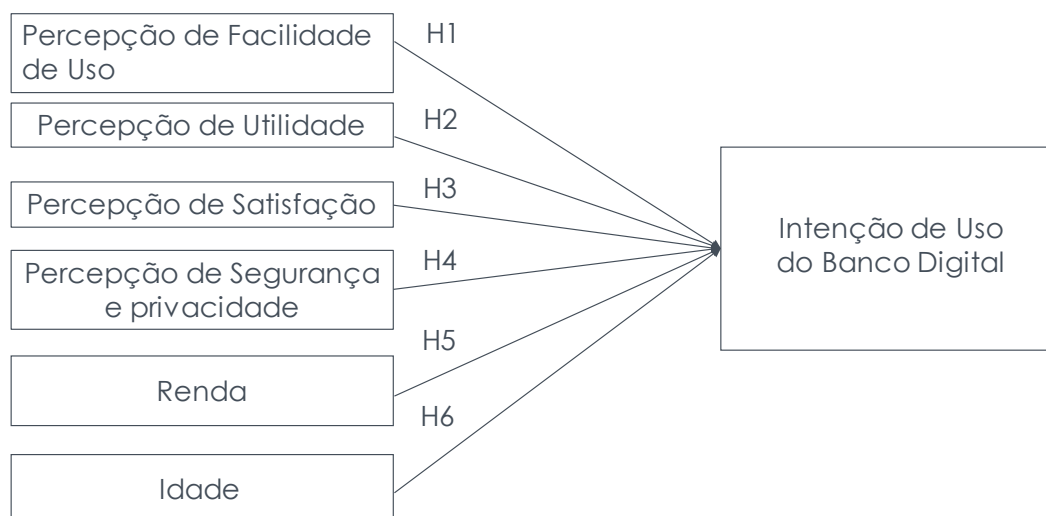 Percepção de Facilidade
de Uso
H1
Percepção de Utilidade
H2
Percepção de Satisfação
H3
Percepção de Segurança
e privacidade
H4
Renda
H5
Idade
H6
Intenção de Uso
do Banco Digital